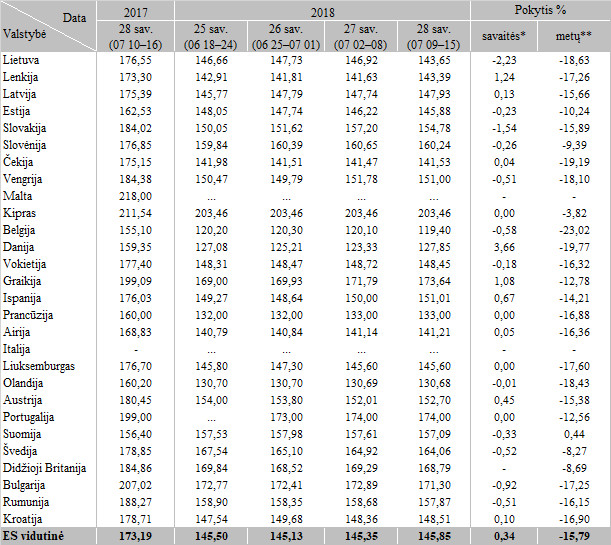 Data
Valstybė
2017
2018
Pokytis %
28 sav.
(07 10–16)
25 sav.
(06 18–24)
26 sav.
(06 25–07 01)
27 sav.
(07 02–08)
28 sav.
(07 09–15)
savaitės*
metų**
Lietuva 176,55 146,66 147,73 146,92 143,65 -2,23 -18,63
Lenkija 173,30 142,91 141,81 141,63 143,39 1,24 -17,26
Latvija 175,39 145,77 147,79 147,74 147,93 0,13 -15,66
Estija 162,53 148,05 147,74 146,22 145,88 -0,23 -10,24
Slovakija 184,02 150,05 151,62 157,20 154,78 -1,54 -15,89
Slovėnija 176,85 159,84 160,39 160,65 160,24 -0,26 -9,39
Čekija 175,15 141,98 141,51 141,47 141,53 0,04 -19,19
Vengrija 184,38 150,47 149,79 151,78 151,00 -0,51 -18,10
Malta 218,00 ... ... ... ... - -
Kipras 211,54 203,46 203,46 203,46 203,46 0,00 -3,82
Belgija 155,10 120,20 120,30 120,10 119,40 -0,58 -23,02
Danija 159,35 127,08 125,21 123,33 127,85 3,66 -19,77
Vokietija 177,40 148,31 148,47 148,72 148,45 -0,18 -16,32
Graikija 199,09 169,00 169,93 171,79 173,64 1,08 -12,78
Ispanija 176,03 149,27 148,64 150,00 151,01 0,67 -14,21
Prancūzija 160,00 132,00 132,00 133,00 133,00 0,00 -16,88
Airija 168,83 140,79 140,84 141,14 141,21 0,05 -16,36
Italija - ... ... ... ... - -
Liuksemburgas 176,70 145,80 147,30 145,60 145,60 0,00 -17,60
Olandija 160,20 130,70 130,70 130,69 130,68 -0,01 -18,43
Austrija 180,45 154,00 153,80 152,01 152,70 0,45 -15,38
Portugalija 199,00 ... 173,00 174,00 174,00 0,00 -12,56
Suomija 156,40 157,53 157,98 157,61 157,09 -0,33 0,44
Švedija 178,85 167,54 165,10 164,92 164,06 -0,52 -8,27
Didžioji Britanija 184,86 169,84 168,52 169,29 168,79 - -8,69
Bulgarija 207,02 172,77 172,41 172,89 171,30 -0,92 -17,25
Rumunija 188,27 158,90 158,35 158,68 157,87 -0,51 -16,15
Kroatija 178,71 147,54 149,68 148,36 148,51 0,10 -16,90
ES vidutinė 173,19 145,50 145,13 145,35 145,85 0,34 -15,79